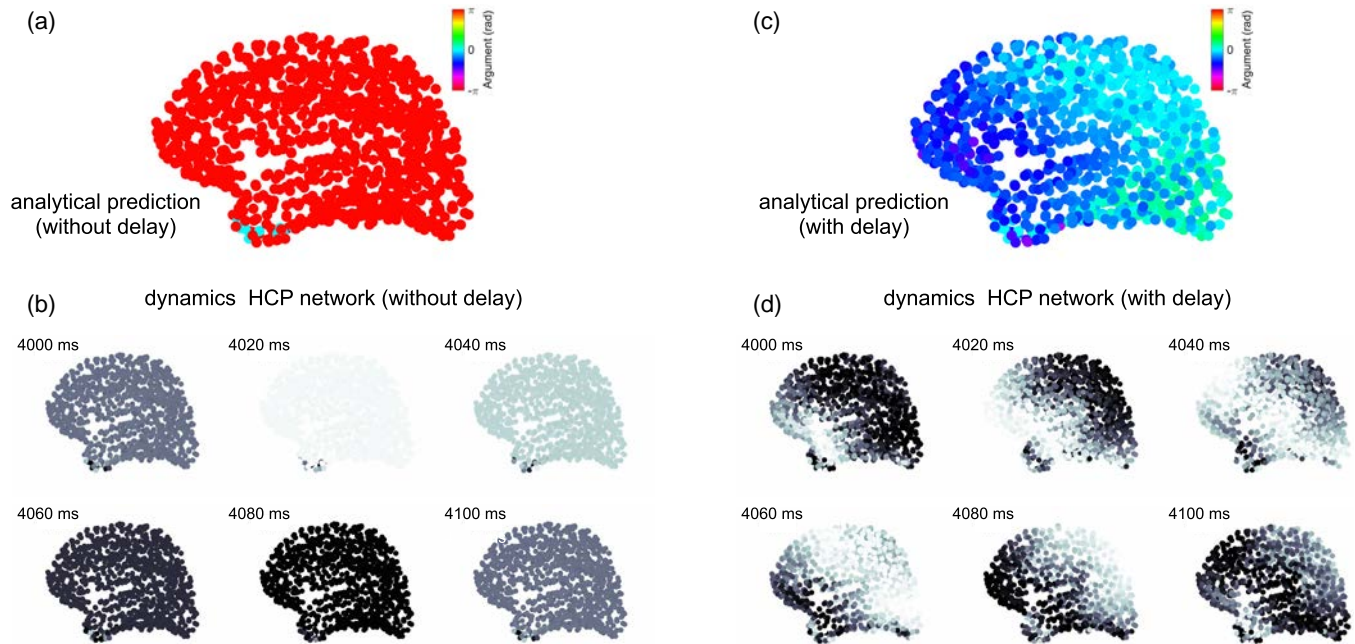 (a)
π
0
-π
Argument (rad)
analytical prediction
(without delay)
(c)
π
0
-π
Argument (rad)
analytical prediction
(with delay)
(b)
dynamics HCP network (without delay)
4000 ms
4020 ms
4040 ms
4060 ms
4080 ms
4100 ms
(d)
dynamics HCP network (with delay)
4000 ms
4020 ms
4040 ms
4060 ms
4080 ms
4100 ms